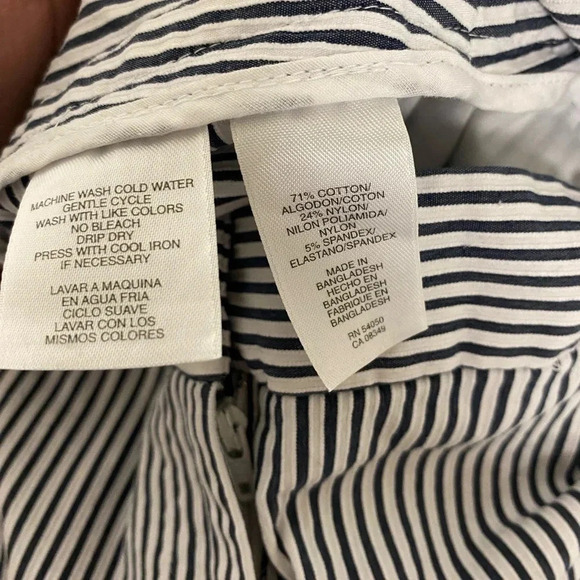 MACHINE WASH COLD WATER
GENTLE CYCLE
WASH WITH LIKE COLORS
NO BLEACH
DRIP DRY
PRESS WITH COOL IRON
IF NECESSARY
LAVAR A MAQUINA
EN AGUA FRIA
CICLO SUAVE
LAVAR CON LOS
MISMOS COLORES
71% COTTON/
ALGODON/COTON
24% NYLON/
NILON POLIAMIDA/
NYLON
5% SPANDEX/
ELASTANO/SPANDEX
MADE IN
BANGLADESH
HECHO EN
BANGLADESH
FABRIQUE EN
BANGLADESH
RN 54050
CA 08349